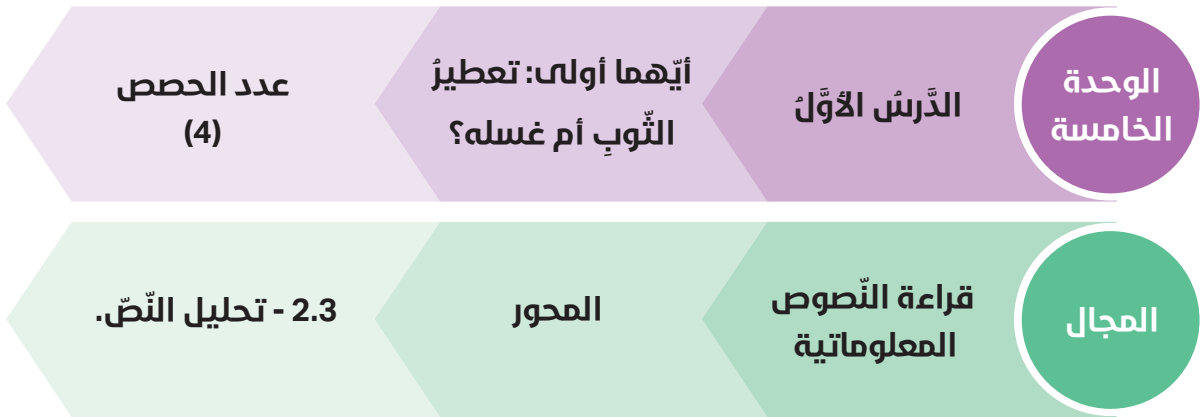 الوحدة
الخامسة
الدَّرسُ الأوَّلُ
أيّهما أولى: تعطيرُ
الثّوبِ أم غسله؟
عدد الحصص
(4)
المجال
قراءة النّصوص
المعلوماتية
المحور
2.3 - تحليل النّصّ.